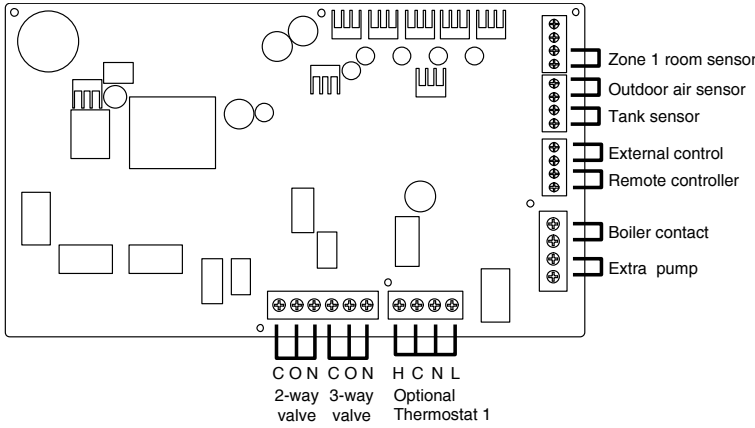 Zone 1 room sensor
Outdoor air sensor
Tank sensor
External control
Remote controller
Boiler contact
Extra pump
C O N C O N H C N L
2-way 3-way Optional
valve valve Thermostat 1